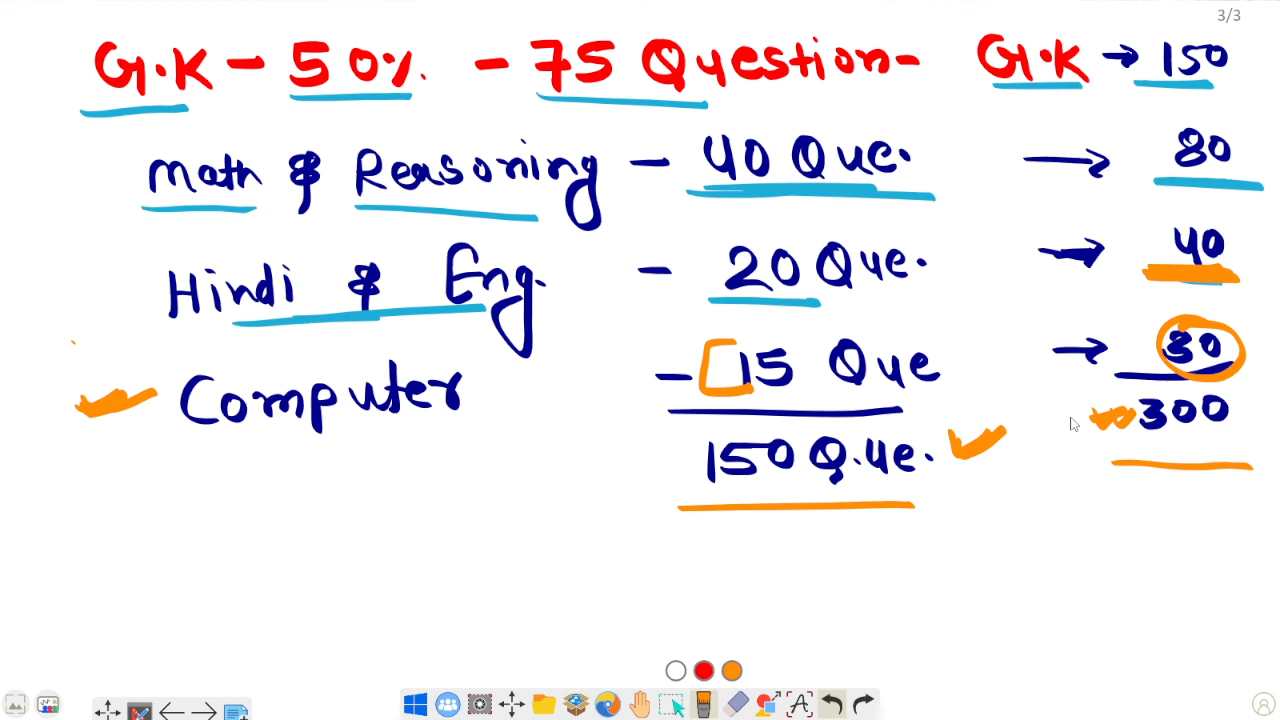 3/3
G.K - 50% - 75 Question - G.K → 150
Math & Reasoning - 40 Que. → 80
Hindi & Eng. - 20 Que. → 40
Computer - 15 Que → 30
150 Que. 300